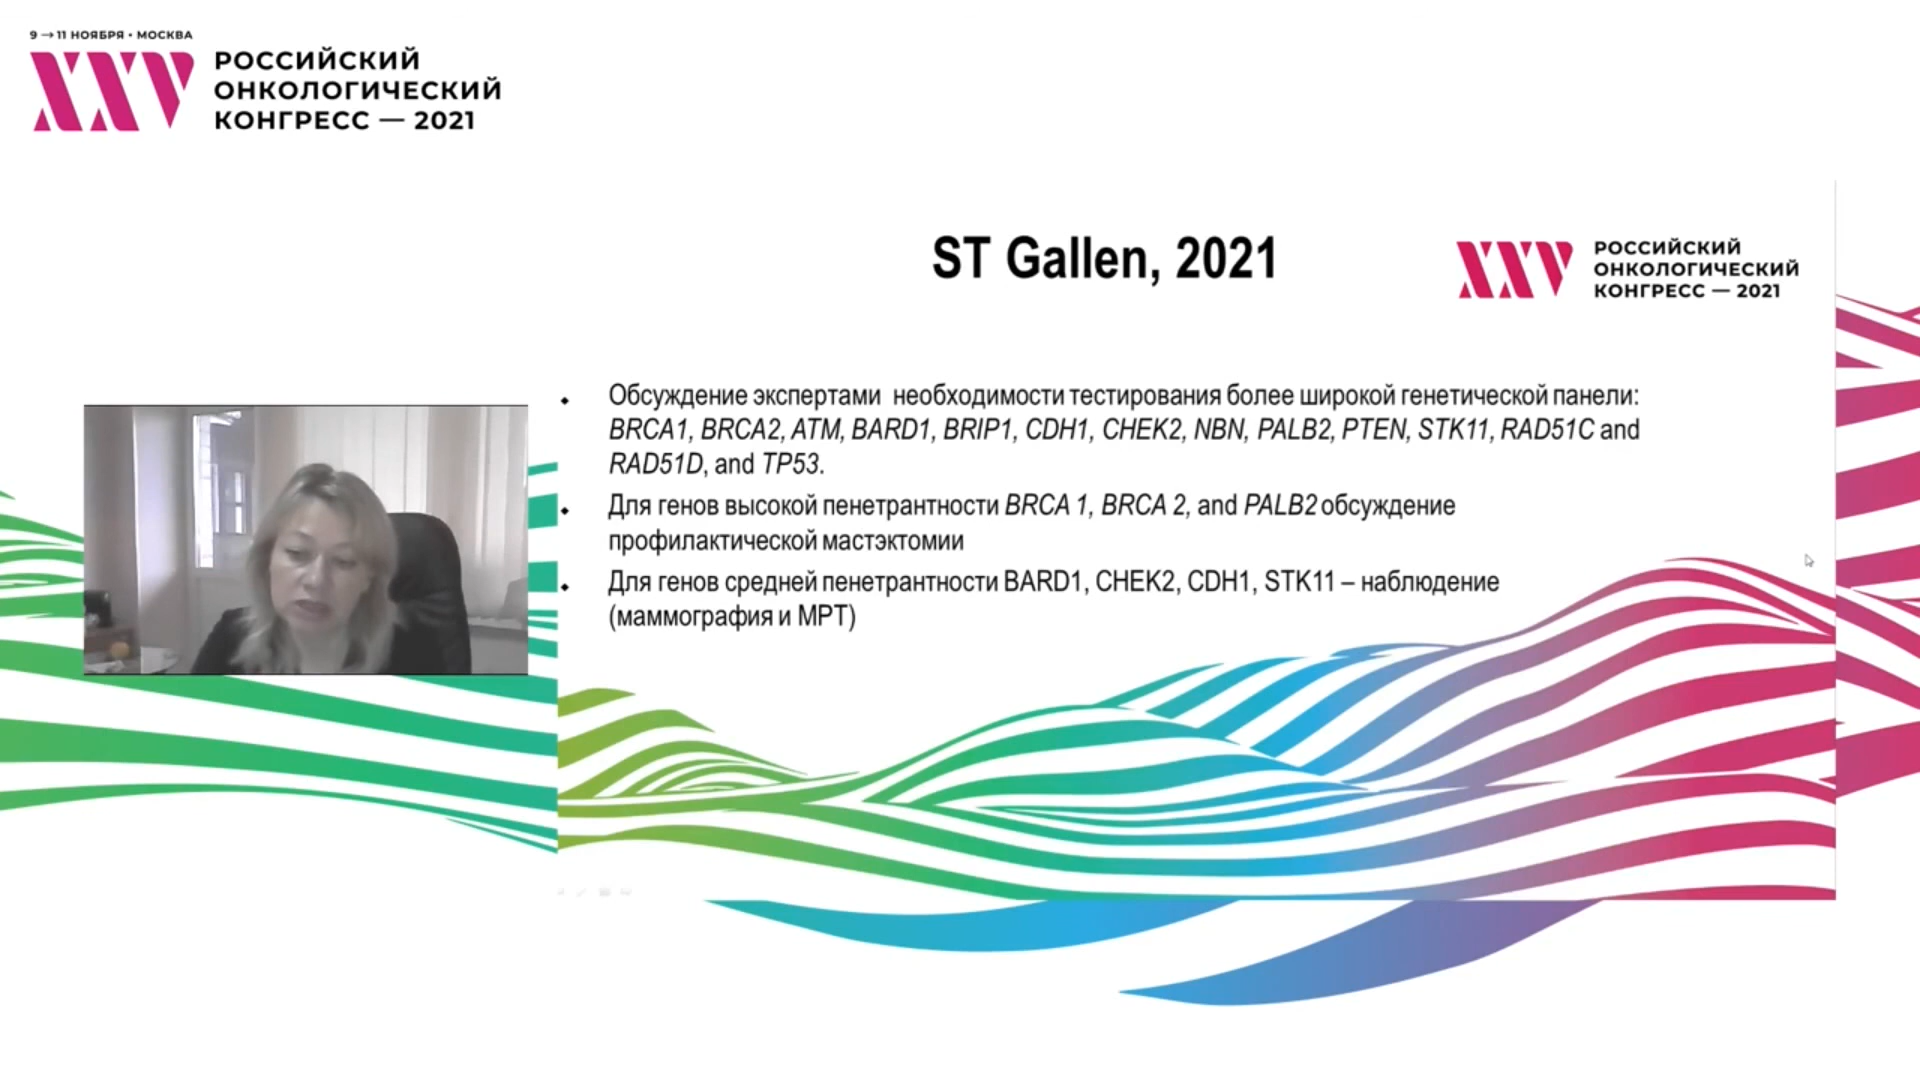 9 → 11 НОЯБРЯ • МОСКВА
XXV
РОССИЙСКИЙ
ОНКОЛОГИЧЕСКИЙ
КОНГРЕСС — 2021
ST Gallen, 2021
XXV
РОССИЙСКИЙ
ОНКОЛОГИЧЕСКИЙ
КОНГРЕСС — 2021
Обсуждение экспертами необходимости тестирования более широкой генетической панели:
BRCA1, BRCA2, ATM, BARD1, BRIP1, CDH1, CHEK2, NBN, PALB2, PTEN, STK11, RAD51C and
RAD51D, and TP53.
Для генов высокой пенетрантности BRCA 1, BRCA 2, and PALB2 обсуждение
профилактической мастэктомии
Для генов средней пенетрантности BARD1, CHEK2, CDH1, STK11 – наблюдение
(маммография и МРТ)